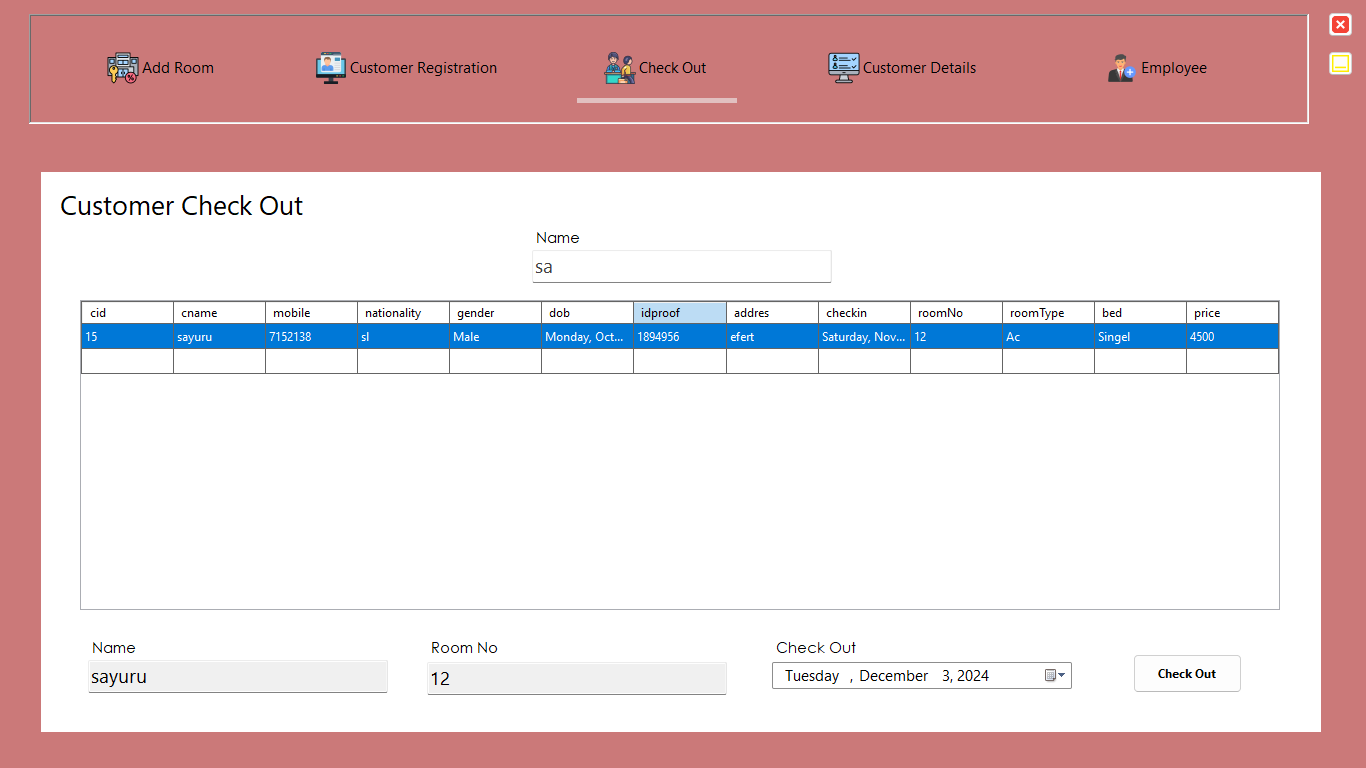 Add Room Customer Registration Check Out Customer Details Employee
Customer Check Out
Name
sa
cid cname mobile nationality gender dob idproof addres checkin roomNo roomType bed price
15 sayuru 7152138 sl Male Monday, Oct... 1894956 efert Saturday, Nov... 12 Ac Singel 4500
Name Room No Check Out
sayuru 12 Tuesday , December 3, 2024 Check Out